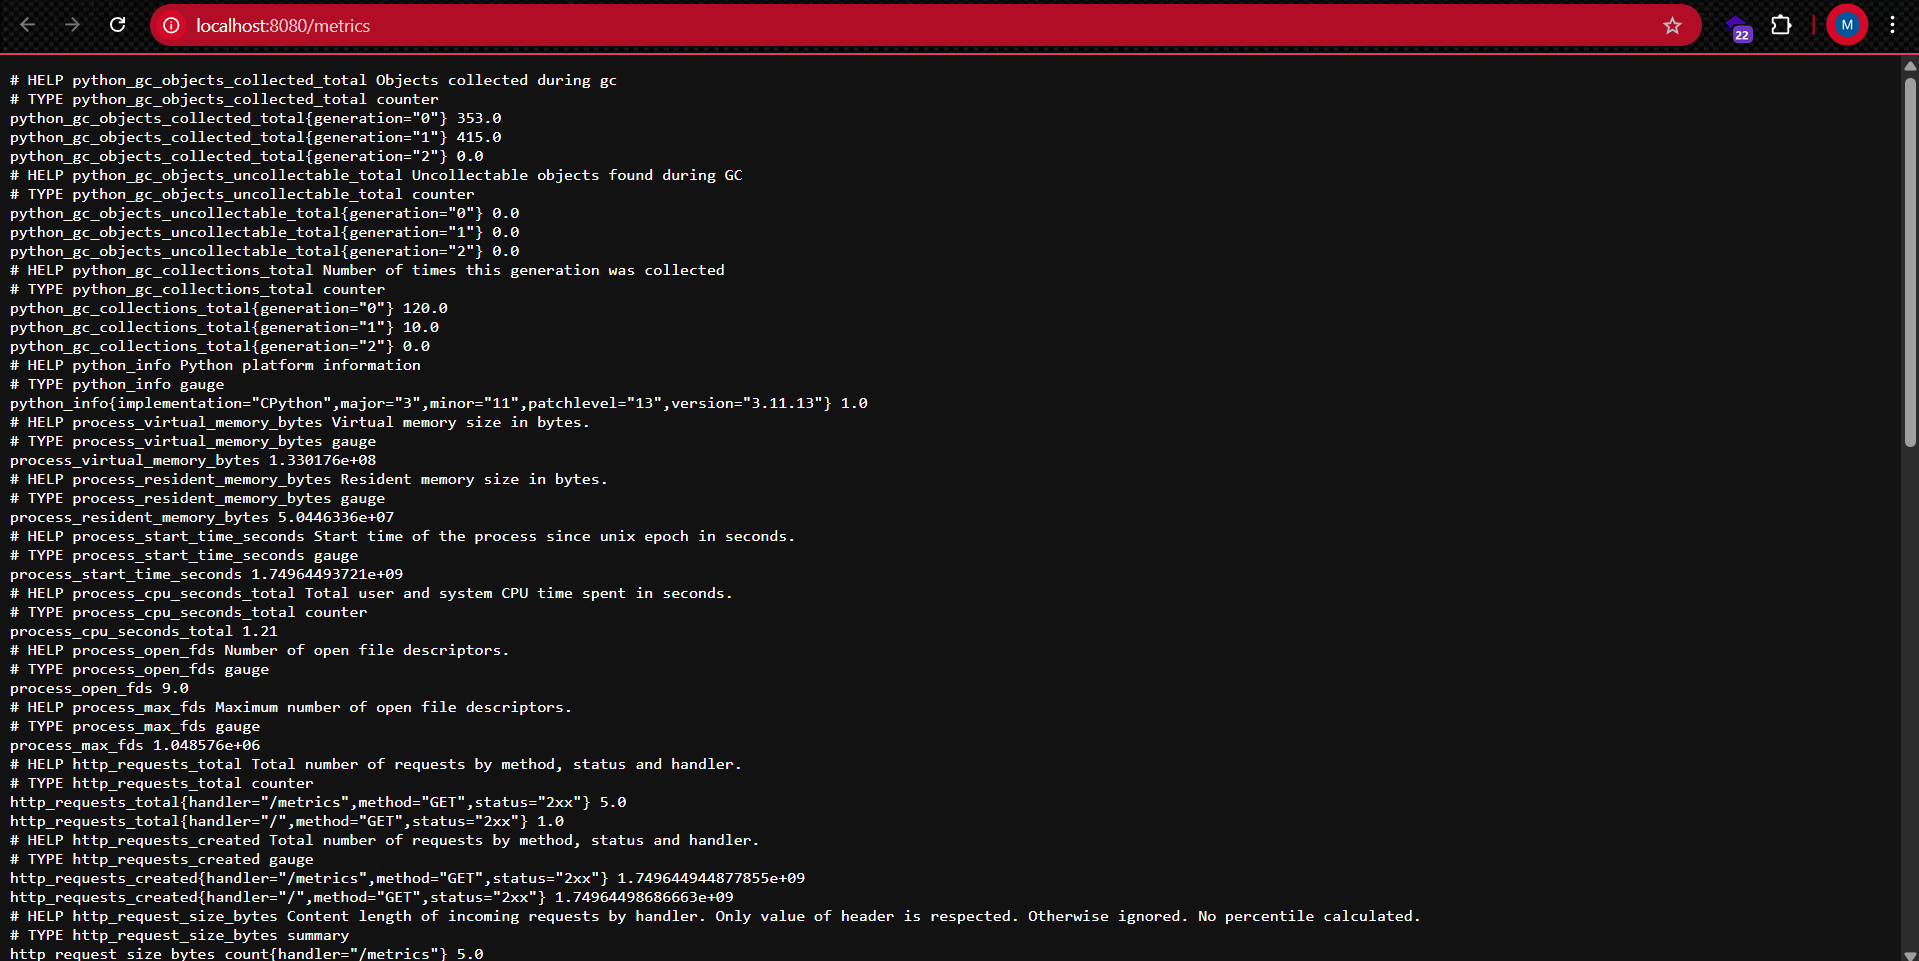 localhost:8080/metrics
22
M
# HELP python_gc_objects_collected_total Objects collected during gc
# TYPE python_gc_objects_collected_total counter
python_gc_objects_collected_total{generation="0"} 353.0
python_gc_objects_collected_total{generation="1"} 415.0
python_gc_objects_collected_total{generation="2"} 0.0
# HELP python_gc_objects_uncollectable_total Uncollectable objects found during GC
# TYPE python_gc_objects_uncollectable_total counter
python_gc_objects_uncollectable_total{generation="0"} 0.0
python_gc_objects_uncollectable_total{generation="1"} 0.0
python_gc_objects_uncollectable_total{generation="2"} 0.0
# HELP python_gc_collections_total Number of times this generation was collected
# TYPE python_gc_collections_total counter
python_gc_collections_total{generation="0"} 120.0
python_gc_collections_total{generation="1"} 10.0
python_gc_collections_total{generation="2"} 0.0
# HELP python_info Python platform information
# TYPE python_info gauge
python_info{implementation="CPython",major="3",minor="11",patchlevel="13",version="3.11.13"} 1.0
# HELP process_virtual_memory_bytes Virtual memory size in bytes.
# TYPE process_virtual_memory_bytes gauge
process_virtual_memory_bytes 1.330176e+08
# HELP process_resident_memory_bytes Resident memory size in bytes.
# TYPE process_resident_memory_bytes gauge
process_resident_memory_bytes 5.0446336e+07
# HELP process_start_time_seconds Start time of the process since unix epoch in seconds.
# TYPE process_start_time_seconds gauge
process_start_time_seconds 1.74964493721e+09
# HELP process_cpu_seconds_total Total user and system CPU time spent in seconds.
# TYPE process_cpu_seconds_total counter
process_cpu_seconds_total 1.21
# HELP process_open_fds Number of open file descriptors.
# TYPE process_open_fds gauge
process_open_fds 9.0
# HELP process_max_fds Maximum number of open file descriptors.
# TYPE process_max_fds gauge
process_max_fds 1.048576e+06
# HELP http_requests_total Total number of requests by method, status and handler.
# TYPE http_requests_total counter
http_requests_total{handler="/metrics",method="GET",status="2xx"} 5.0
http_requests_total{handler="/",method="GET",status="2xx"} 1.0
# HELP http_requests_created Total number of requests by method, status and handler.
# TYPE http_requests_created gauge
http_requests_created{handler="/metrics",method="GET",status="2xx"} 1.749644944877855e+09
http_requests_created{handler="/",method="GET",status="2xx"} 1.74964498686663e+09
# HELP http_request_size_bytes Content length of incoming requests by handler. Only value of header is respected. Otherwise ignored. No percentile calculated.
# TYPE http_request_size_bytes summary
http_request_size_bytes_count{handler="/metrics"} 5.0